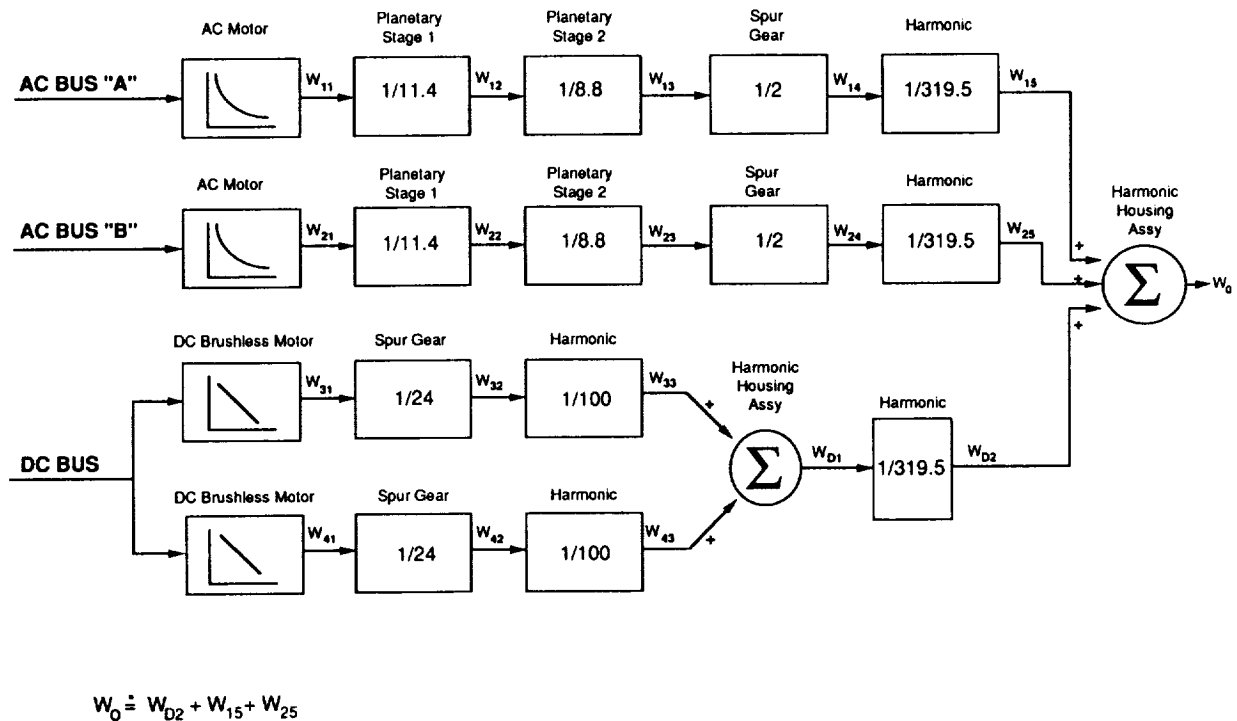 AC Motor
Planetary
Stage 1
Planetary
Stage 2
Spur
Gear
Harmonic
AC BUS "A"
W11
1/11.4
W12
1/8.8
W13
1/2
W14
1/319.5
W15
AC Motor
Planetary
Stage 1
Planetary
Stage 2
Spur
Gear
Harmonic
Harmonic
Housing
Assy
AC BUS "B"
W21
1/11.4
W22
1/8.8
W23
1/2
W24
1/319.5
W25
+
+
+
Σ
W0
DC Brushless Motor
Spur Gear
Harmonic
W31
1/24
W32
1/100
W33
+
Harmonic
Housing
Assy
Σ
WD1
Harmonic
1/319.5
WD2
DC BUS
DC Brushless Motor
Spur Gear
Harmonic
W41
1/24
W42
1/100
W43
+
W0 = WD2 + W15 + W25